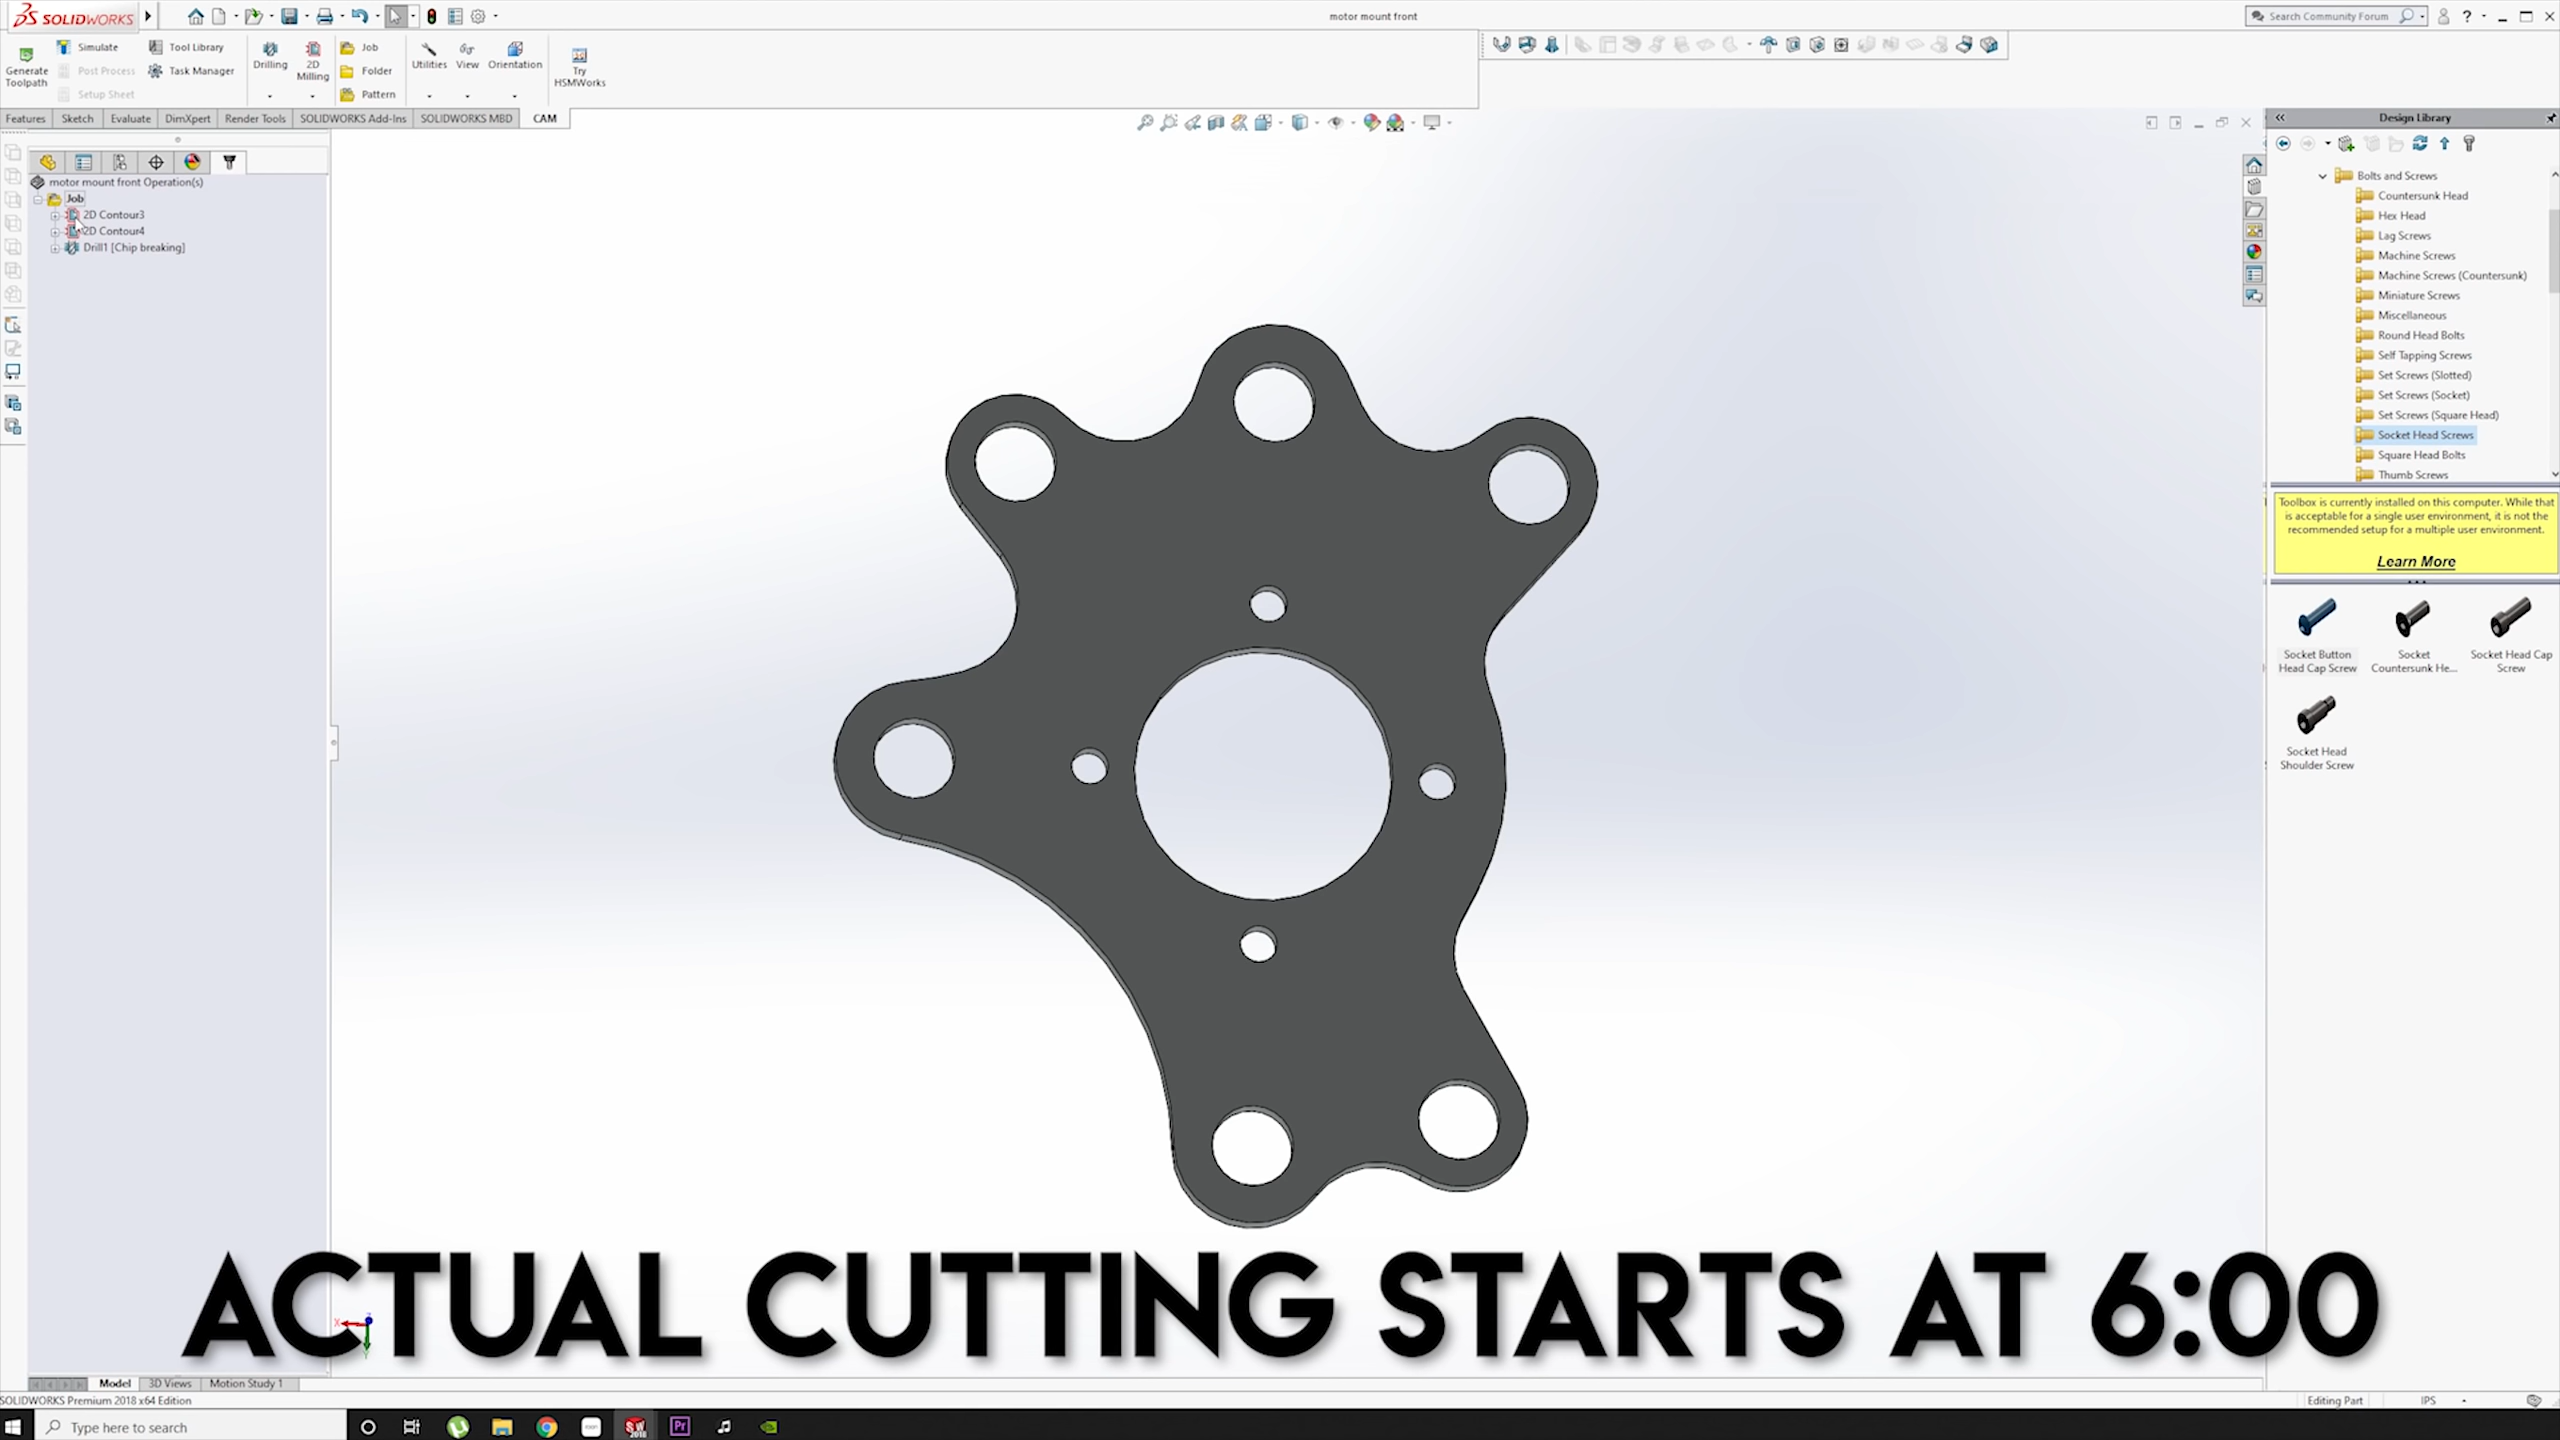 SOLIDWORKS
motor mount front
Search Community Forum
Generate Toolpath
Simulate
Post Process
Setup Sheet
Tool Library
Task Manager
Drilling
2D Milling
Job
Folder
Pattern
Utilities
View
Orientation
Try HSMWorks
Features
Sketch
Evaluate
DimXpert
Render Tools
SOLIDWORKS Add-Ins
SOLIDWORKS MBD
CAM
motor mount front Operation(s)
Job
2D Contour3
2D Contour4
Drill1 [Chip breaking]
Design Library
Bolts and Screws
Countersunk Head
Hex Head
Lag Screws
Machine Screws
Machine Screws (Countersunk)
Miniature Screws
Miscellaneous
Round Head Bolts
Self Tapping Screws
Set Screws (Slotted)
Set Screws (Socket)
Set Screws (Square Head)
Socket Head Screws
Square Head Bolts
Thumb Screws
Toolbox is currently installed on this computer. While that
is acceptable for a single user environment, it is not the
recommended setup for a multiple user environment.
Learn More
Socket Button
Head Cap Screw
Socket
Countersunk He...
Socket Head Cap
Screw
Socket Head
Shoulder Screw
ACTUAL CUTTING STARTS AT 6:00
Model
3D Views
Motion Study 1
SOLIDWORKS Premium 2018 x64 Edition
Editing Part
IPS
Type here to search
SW
2018
Pr